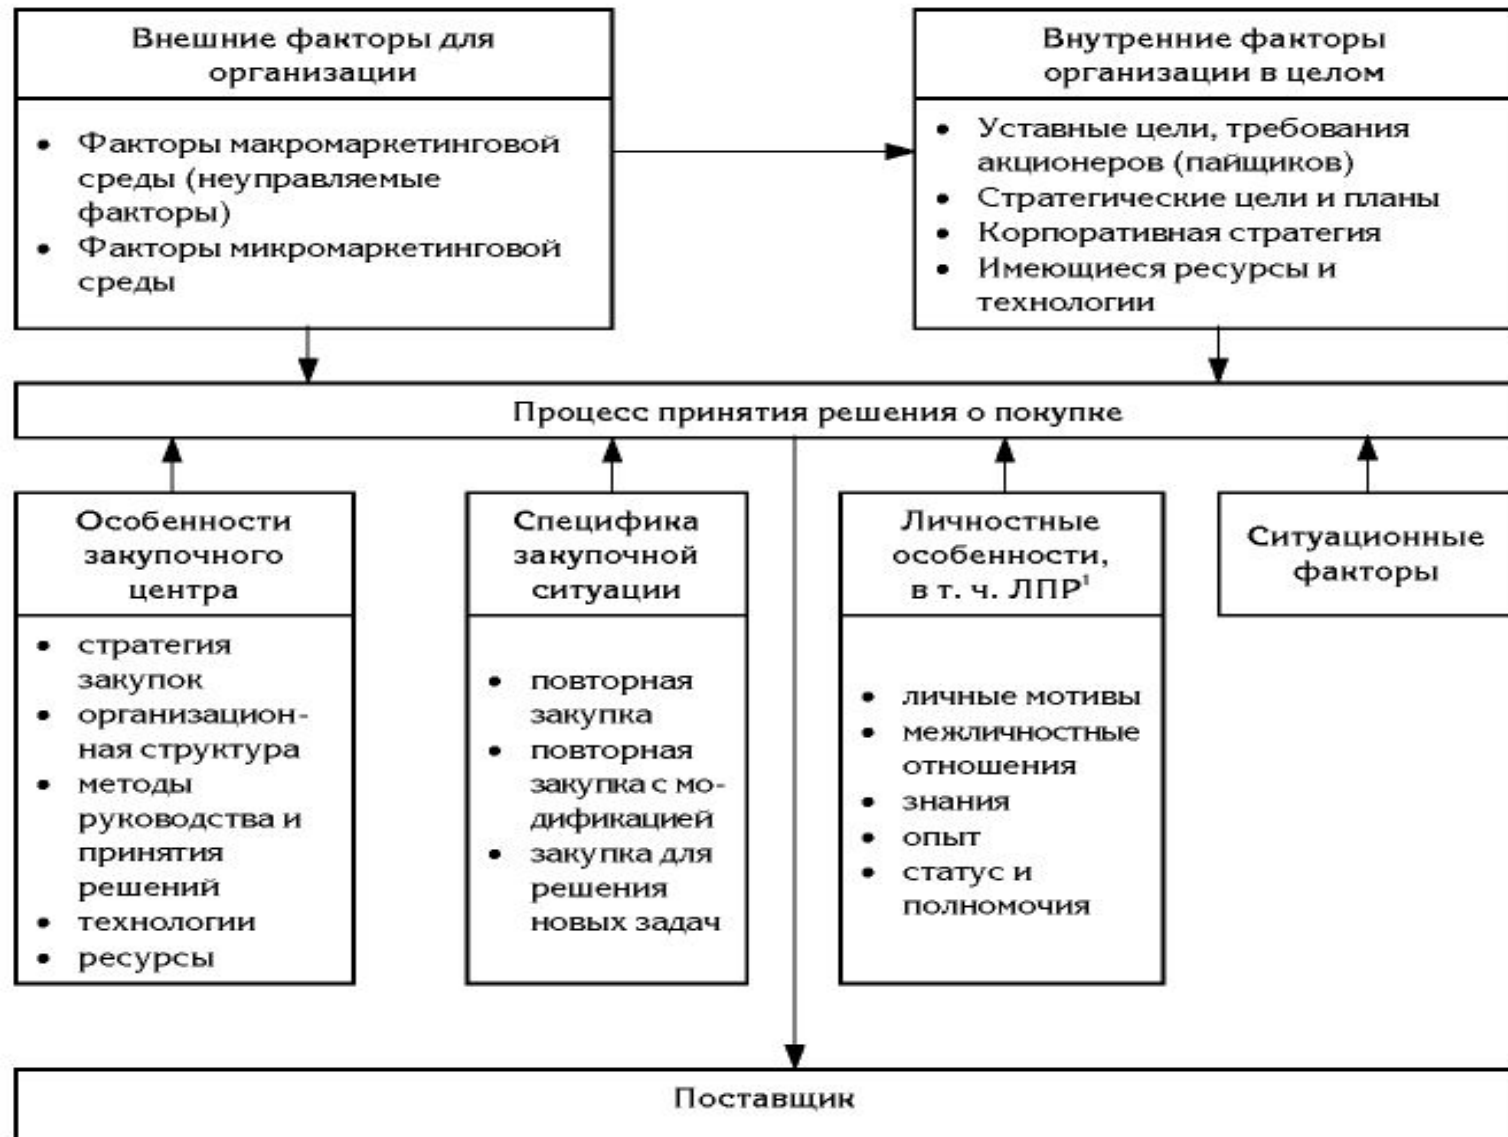 Внешние факторы для
организации
• Факторы макромаркетинговой
среды (неуправляемые
факторы)
• Факторы микромаркетинговой
среды
Внутренние факторы
организации в целом
• Уставные цели, требования
акционеров (пайщиков)
• Стратегические цели и планы
• Корпоративная стратегия
• Имеющиеся ресурсы и
технологии
Процесс принятия решения о покупке
Особенности
закупочного
центра
• стратегия
закупок
• организацион-
ная структура
• методы
руководства и
принятия
решений
• технологии
• ресурсы
Специфика
закупочной
ситуации
• повторная
закупка
• повторная
закупка с мо-
дификацией
• закупка для
решения
новых задач
Личностные
особенности,
в т. ч. ЛПР¹
• личные мотивы
• межличностные
отношения
• знания
• опыт
• статус и
полномочия
Ситуационные
факторы
Поставщик